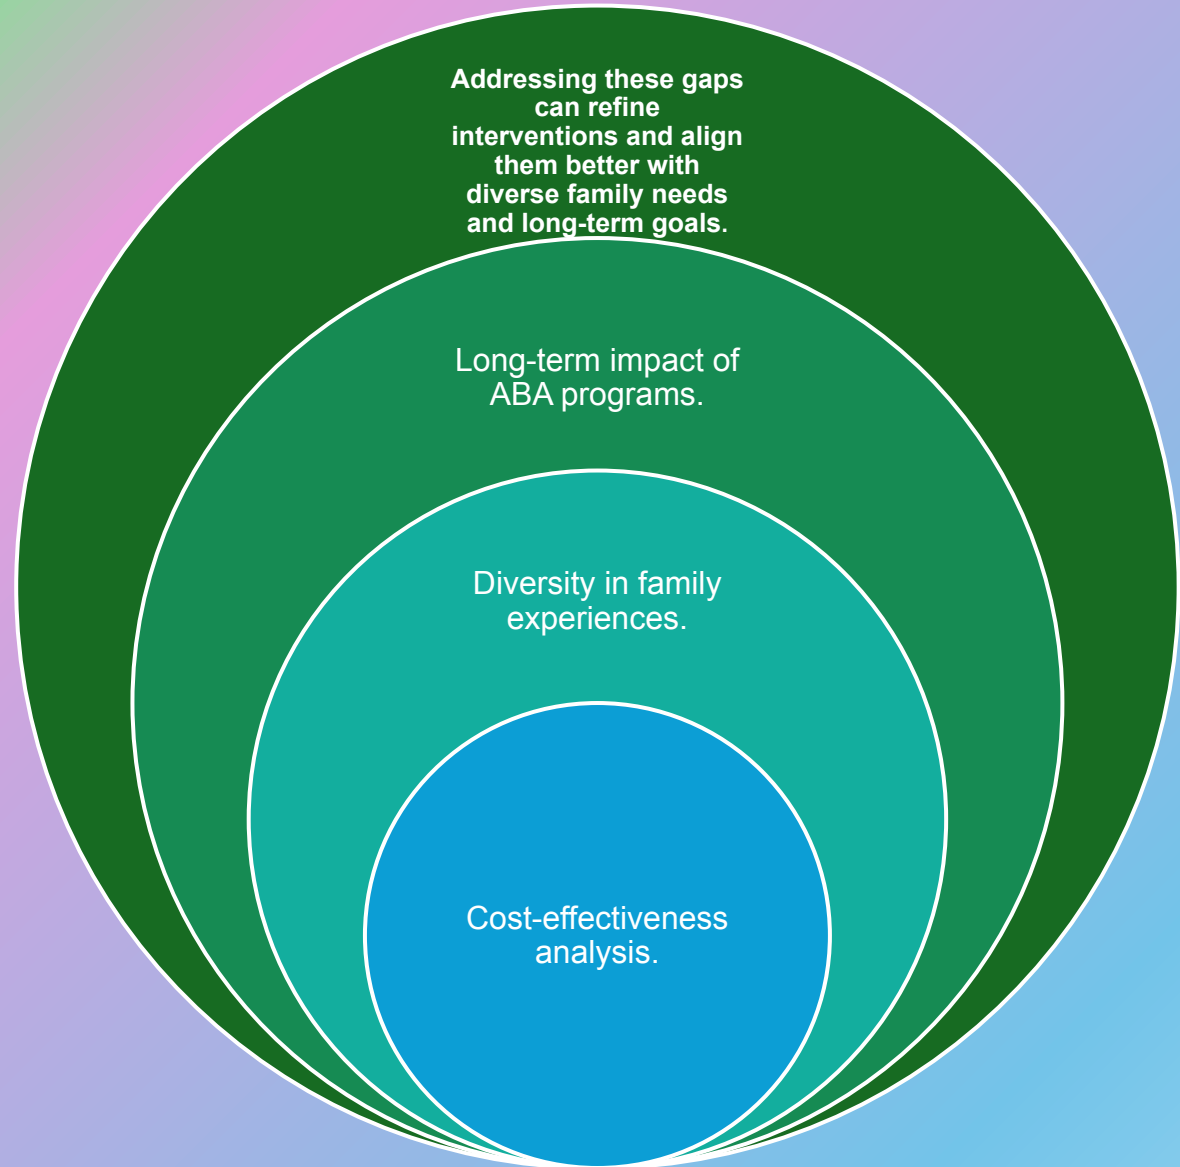 Addressing these gaps
can refine
interventions and align
them better with
diverse family needs
and long-term goals.
Long-term impact of
ABA programs.
Diversity in family
experiences.
Cost-effectiveness
analysis.